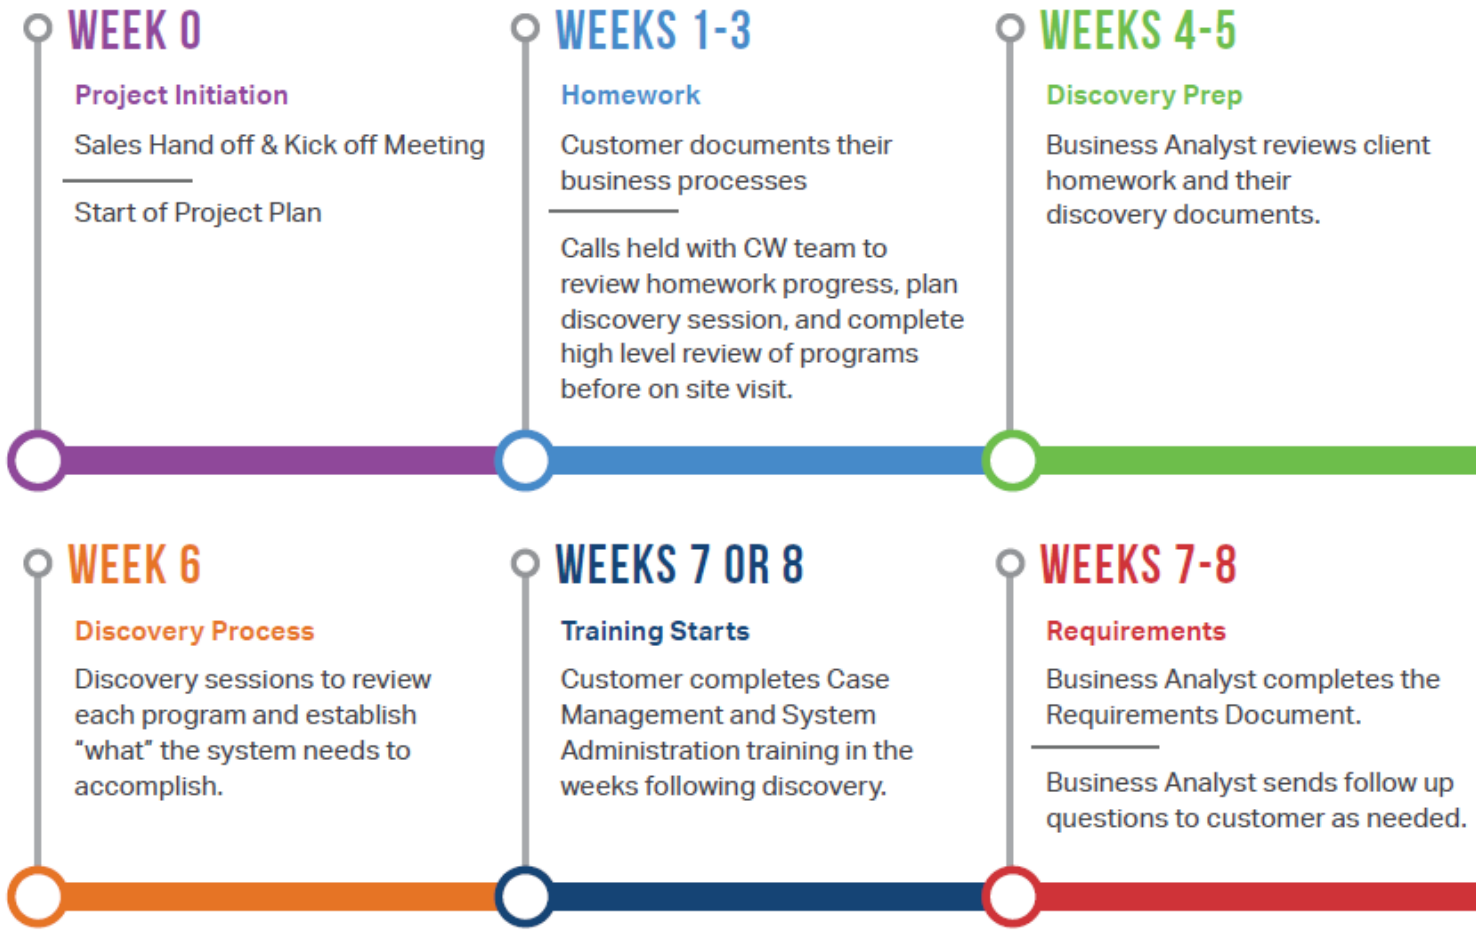 WEEK 0
Project Initiation
Sales Hand off & Kick off Meeting
Start of Project Plan
WEEKS 1-3
Homework
Customer documents their
business processes
Calls held with CW team to
review homework progress, plan
discovery session, and complete
high level review of programs
before on site visit.
WEEKS 4-5
Discovery Prep
Business Analyst reviews client
homework and their
discovery documents.
WEEK 6
Discovery Process
Discovery sessions to review
each program and establish
“what” the system needs to
accomplish.
WEEKS 7 OR 8
Training Starts
Customer completes Case
Management and System
Administration training in the
weeks following discovery.
WEEKS 7-8
Requirements
Business Analyst completes the
Requirements Document.
Business Analyst sends follow up
questions to customer as needed.